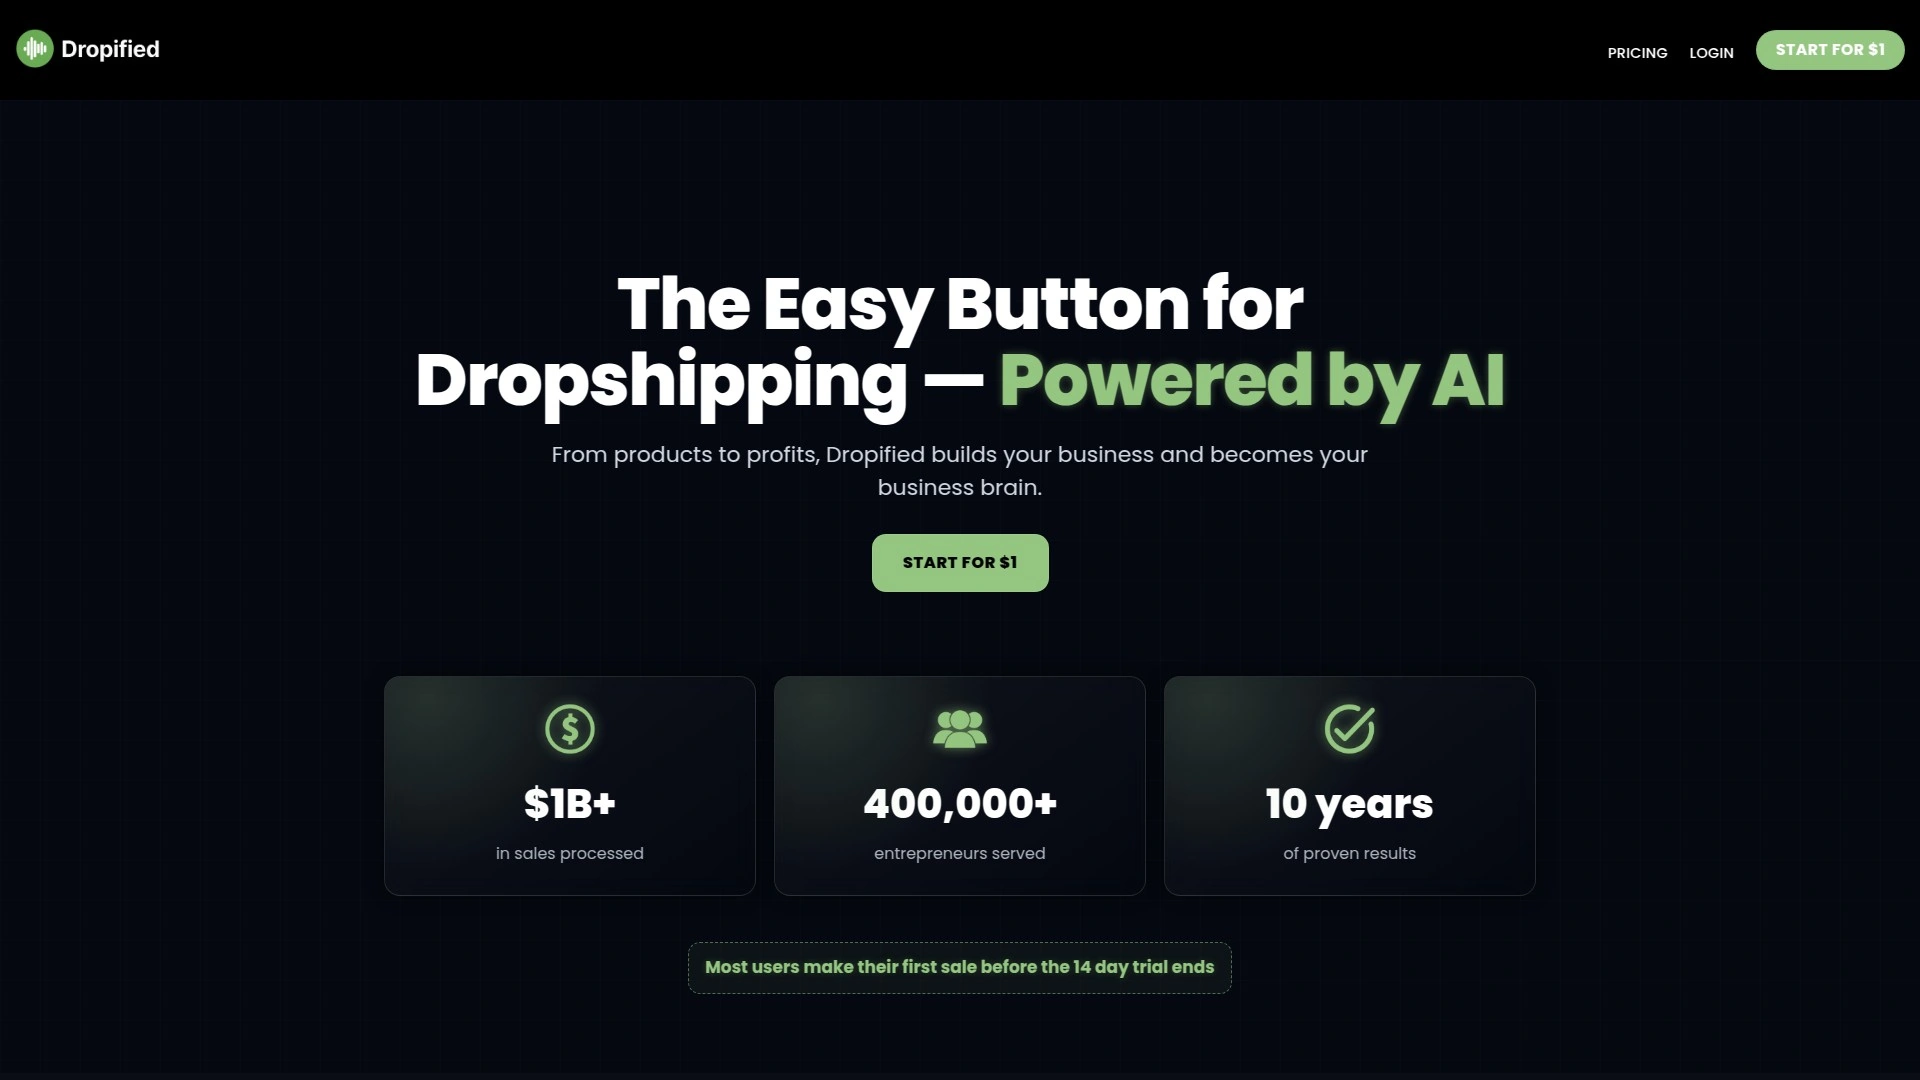 Dropified
PRICING
LOGIN
START FOR $1
The Easy Button for
Dropshipping — Powered by AI
From products to profits, Dropified builds your business and becomes your
business brain.
START FOR $1
$1B+
in sales processed
400,000+
entrepreneurs served
10 years
of proven results
Most users make their first sale before the 14 day trial ends